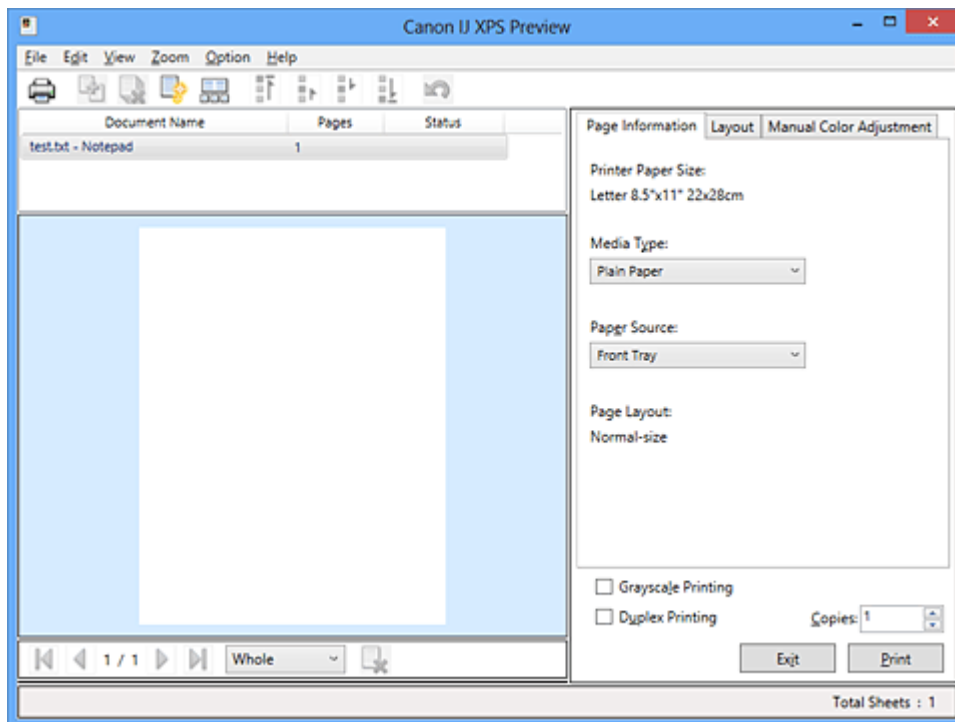 Canon IJ XPS Preview
File Edit View Zoom Option Help
Document Name Pages Status
test.txt - Notepad 1
Page Information Layout Manual Color Adjustment
Printer Paper Size:
Letter 8.5"x11" 22x28cm
Media Type:
Plain Paper
Paper Source:
Front Tray
Page Layout:
Normal-size
Grayscale Printing
Duplex Printing
Copies: 1
1 / 1 Whole
Exit Print
Total Sheets : 1